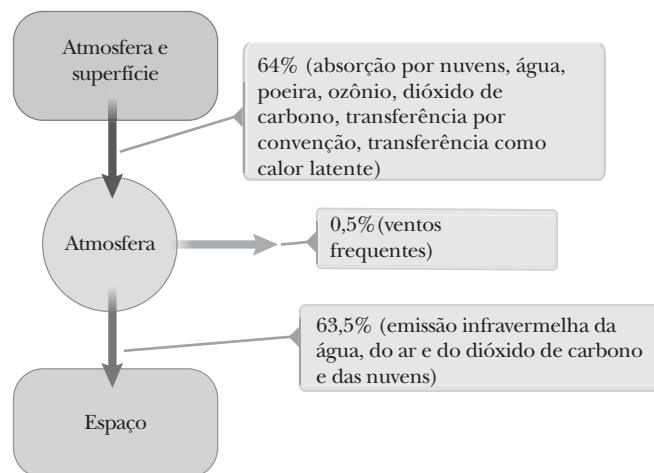 Atmosfera e
superfície
64% (absorção por nuvens, água,
poeira, ozônio, dióxido de
carbono, transferência por
convenção, transferência como
calor latente)
Atmosfera
0,5% (ventos
frequentes)
63,5% (emissão infravermelha da
água, do ar e do dióxido de carbono
e das nuvens)
Espaço